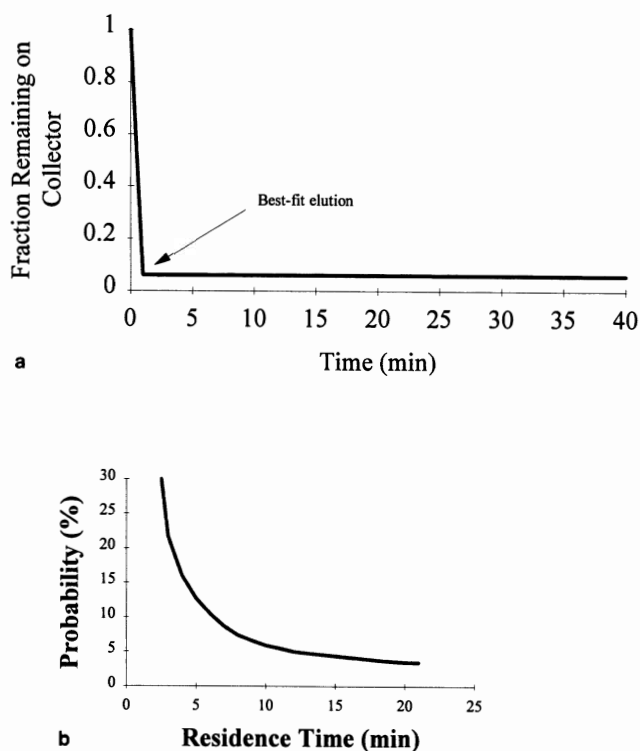 Fraction Remaining on
Collector
1
0.8
0.6
0.4
0.2
0
Best-fit elution
0 5 10 15 20 25 30 35 40
Time (min)
a
Probability (%)
30
25
20
15
10
5
0
0 5 10 15 20 25
Residence Time (min)
b